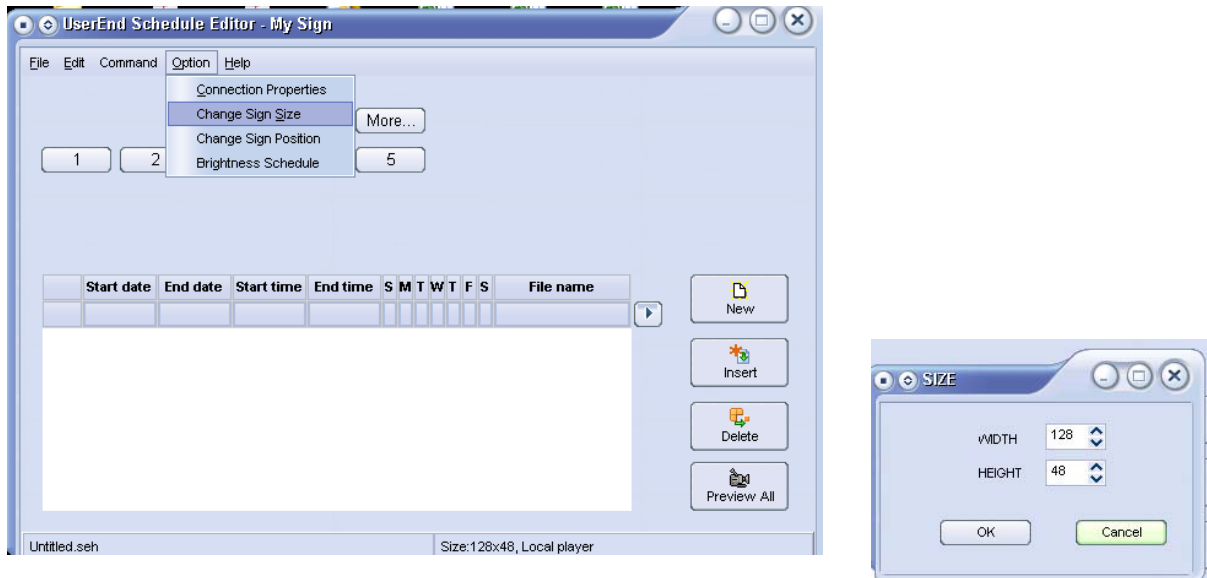 UserEnd Schedule Editor - My Sign
File Edit Command Option Help
Connection Properties
Change Sign Size
Change Sign Position
Brightness Schedule
More...
1 2 5
Start date End date Start time End time S M T W T F S File name
New
Insert
Delete
Preview All
Untitled.seh Size:128x48, Local player
SIZE
WIDTH 128
HEIGHT 48
OK Cancel